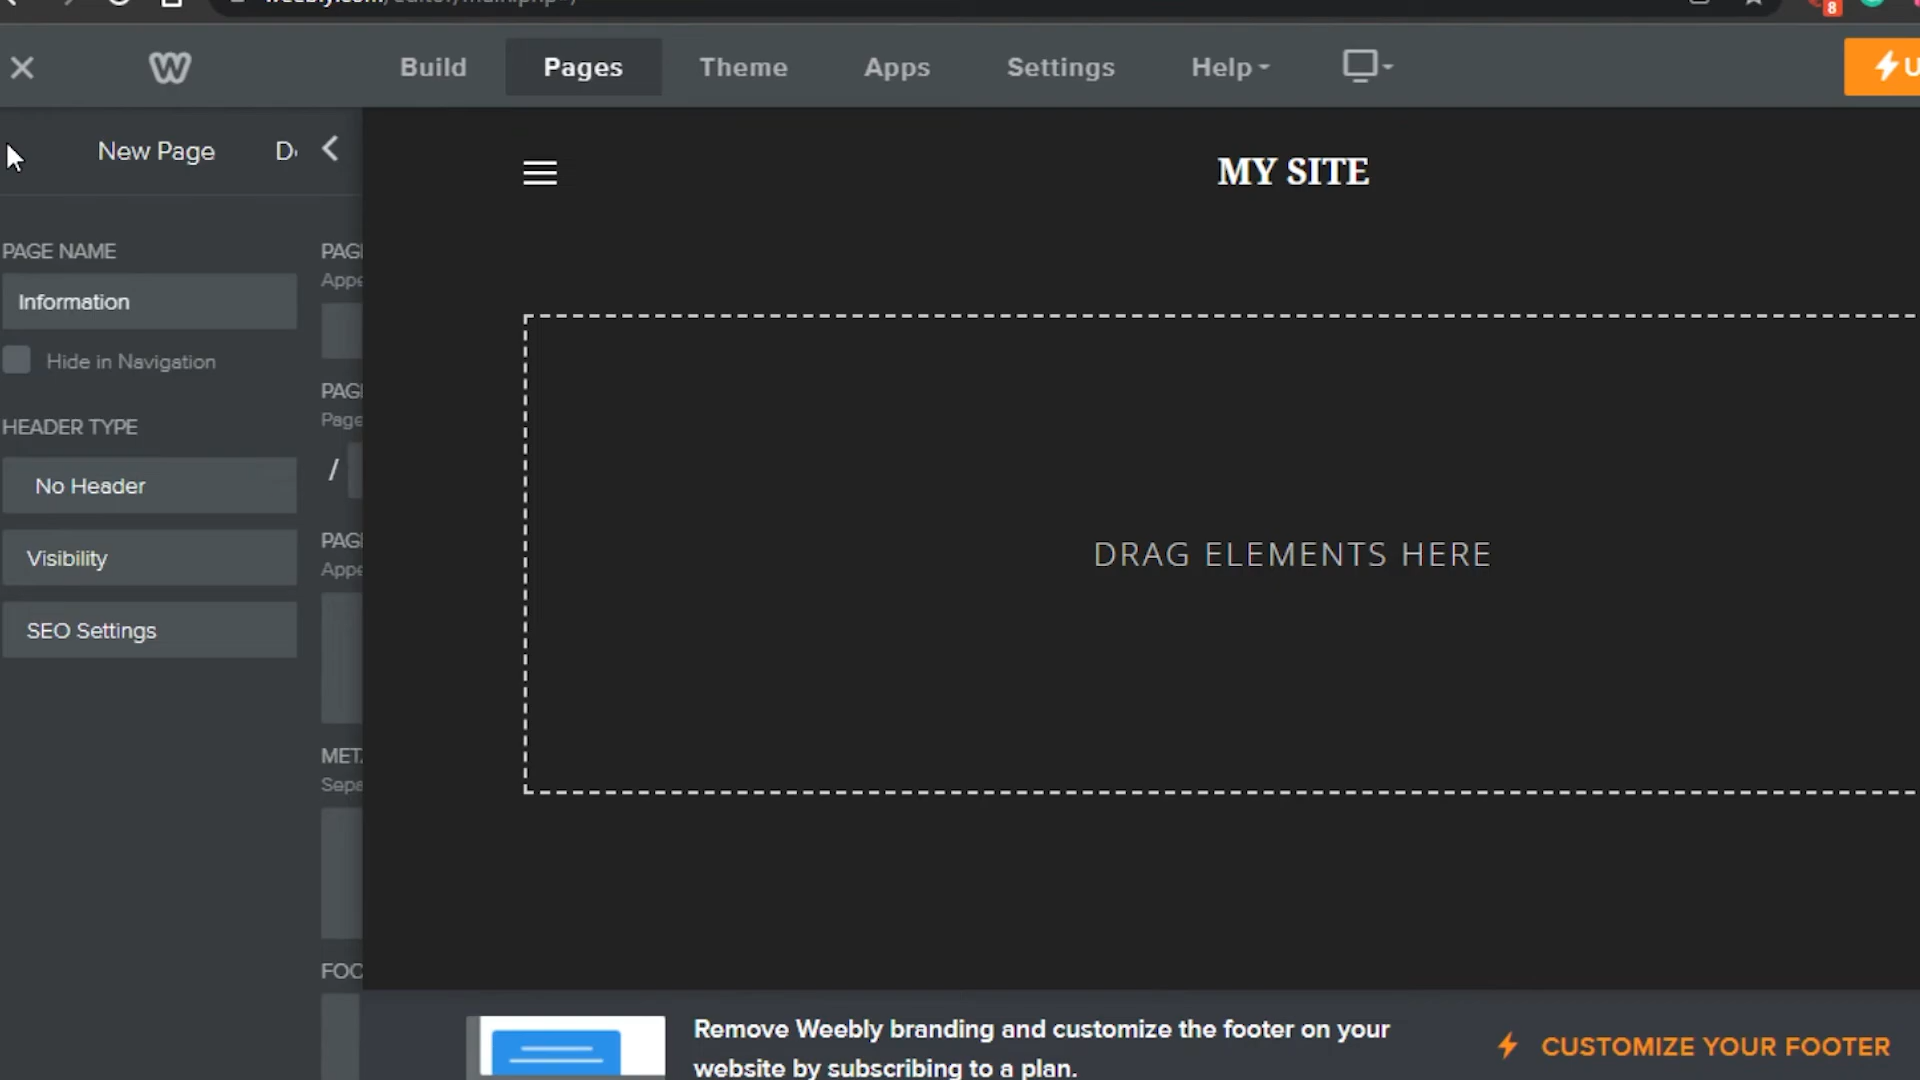 Build
Pages
Theme
Apps
Settings
Help
8
New Page
MY SITE
PAGE NAME
Information
Hide in Navigation
HEADER TYPE
No Header
Visibility
SEO Settings
/
DRAG ELEMENTS HERE
Remove Weebly branding and customize the footer on your
website by subscribing to a plan.
CUSTOMIZE YOUR FOOTER